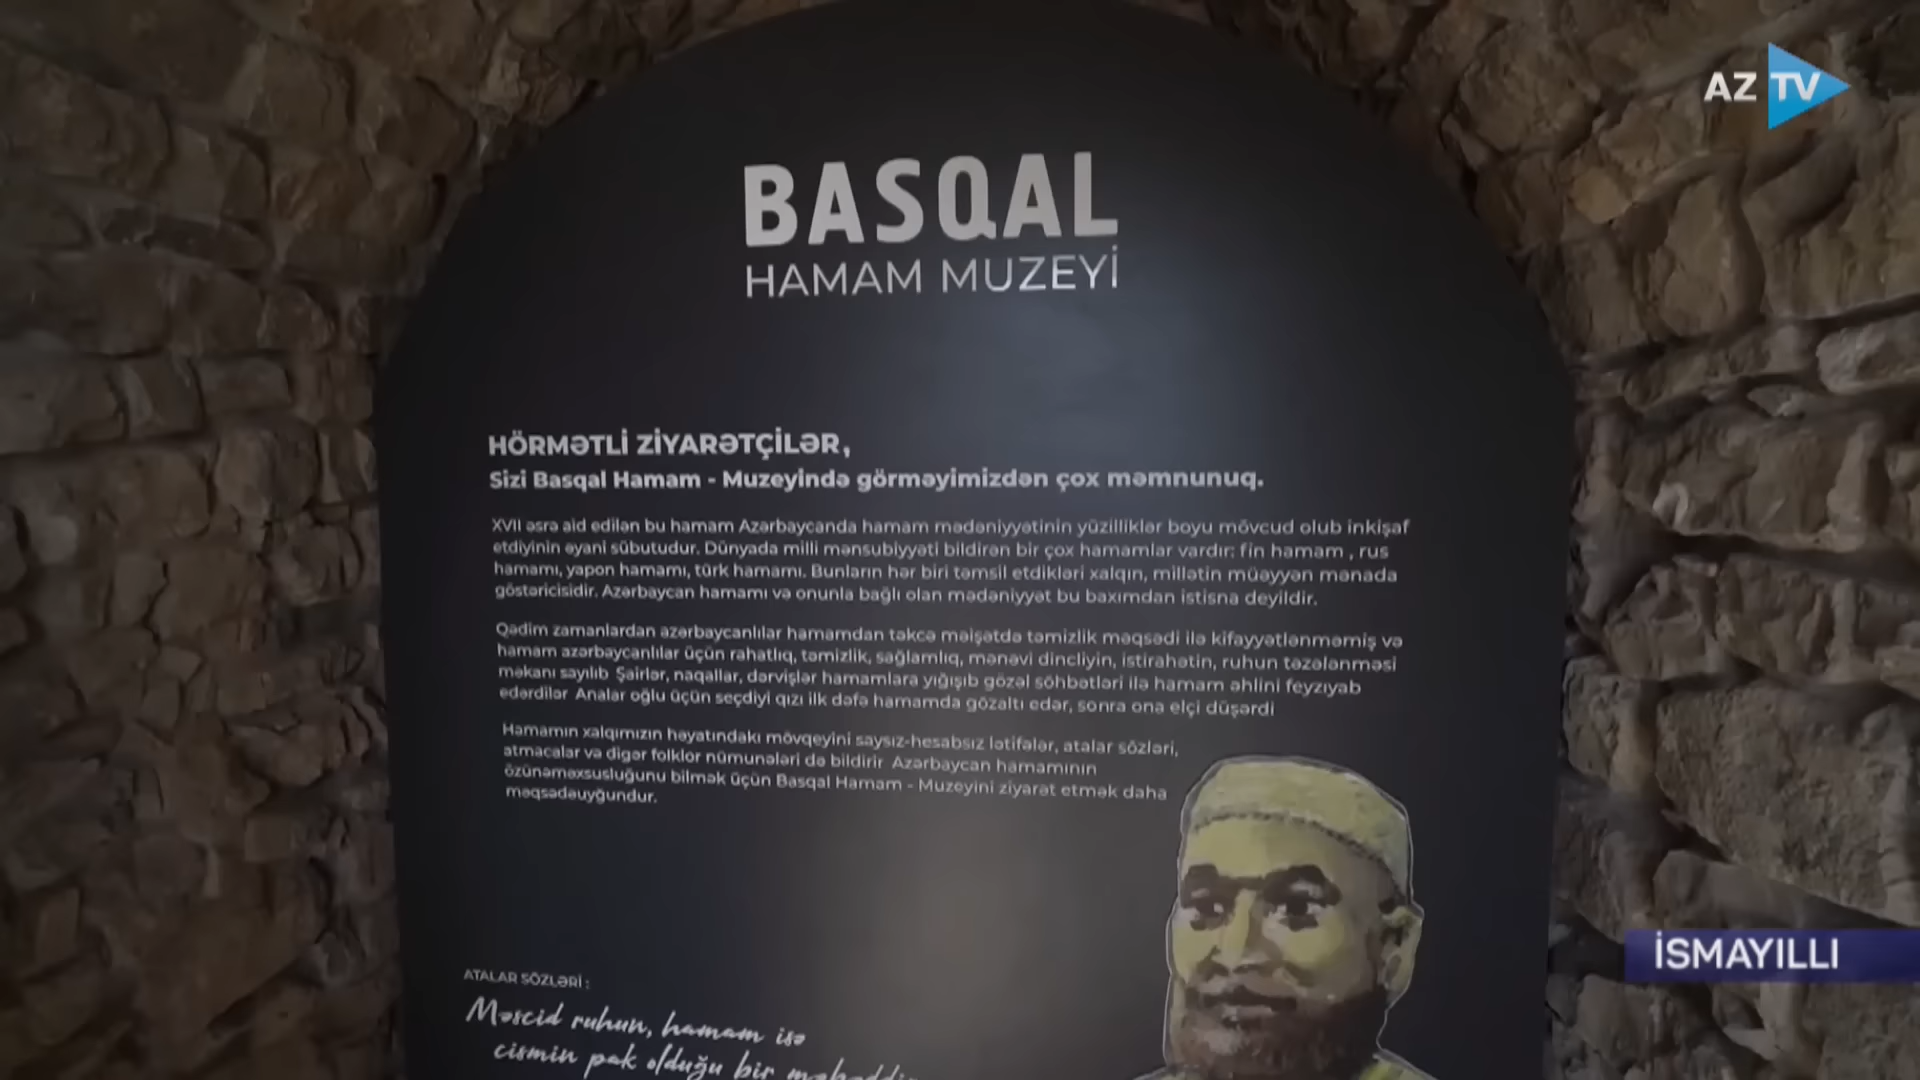 AZ TV
BASQAL
HAMAM MUZEYİ
HÖRMƏTLİ ZİYARƏTÇİLƏR,
Sizi Basqal Hamam - Muzeyində görməyimizdən çox məmnunuq.
XVII əsrə aid edilən bu hamam Azərbaycanda hamam mədəniyyətinin yüzilliklər boyu mövcud olub inkişaf
etdiyinin əyani sübutudur. Dünyada milli mənsubiyyəti bildirən bir çox hamamlar vardır: fin hamam , rus
hamamı, yapon hamamı, türk hamamı. Bunların hər biri təmsil etdikləri xalqın, millətin müəyyən mənada
göstəricisidir. Azərbaycan hamamı və onunla bağlı olan mədəniyyət bu baxımdan istisna deyildir.
Qədim zamanlardan azərbaycanlılar hamamdan təkcə məişətdə təmizlik məqsədi ilə kifayyətlənməmiş və
hamam azərbaycanlılar üçün rahatlıq, təmizlik, sağlamlıq, mənəvi dincliyin, istirahətin, ruhun təzələnməsi
məkanı sayılıb Şairlər, naqallar, dərvişlər hamamlara yığışıb gözəl söhbətləri ilə hamam əhlini feyzıyab
edərdilər Analar oğlu üçün seçdiyi qızı ilk dəfə hamamda gözaltı edər, sonra ona elçi düşərdi
Hamamın xalqımızın həyatındakı mövqeyini saysız-hesabsız lətifələr, atalar sözləri,
atmacalar və digər folklor nümunələri də bildirir Azərbaycan hamamının
özünəməxsusluğunu bilmək üçün Basqal Hamam - Muzeyini ziyarət etmək daha
məqsədəuyğundur.
ATALAR SÖZLƏRİ :
Məscid ruhun, hamam isə
cismin pak olduğu bir
İSMAYILLI